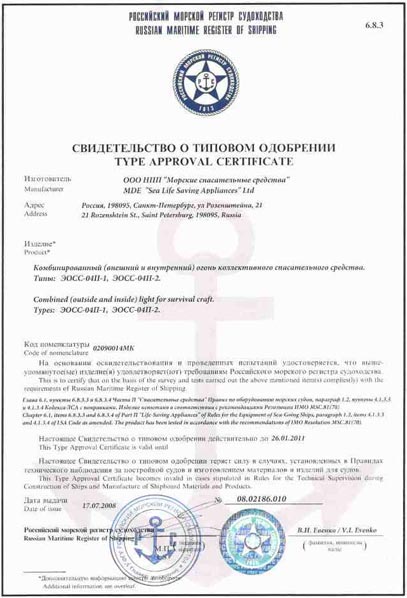 РОССИЙСКИЙ МОРСКОЙ РЕГИСТР СУДОХОДСТВА
RUSSIAN MARITIME REGISTER OF SHIPPING
6.8.3
РОССИЙСКИЙ МОРСКОЙ РЕГИСТР СУДОХОДСТВА
Р С
1913
СВИДЕТЕЛЬСТВО О ТИПОВОМ ОДОБРЕНИИ
TYPE APPROVAL CERTIFICATE
Изготовитель ООО НПП "Морские спасательные средства"
Manufacturer MDE "Sea Life Saving Appliances" Ltd
Адрес Россия, 198095, Санкт-Петербург, ул Розенштейна, 21
Address 21 Rozenshtein St., Saint Petersburg, 198095, Russia
Изделие*
Product*
Комбинированный (внешний и внутренний) огонь коллективного спасательного средства.
Типы: ЭОСС-04П-1, ЭОСС-04П-2.
Combined (outside and inside) light for survival craft.
Types: ЭОСС-04П-1, ЭОСС-04П-2.
Код номенклатуры 02090014МК
Code of nomenclature
На основании освидетельствования и проведенных испытаний удостоверяется, что выше-
упомянутое(ые) изделие(я) удовлетворяет(ют) требованиям Российского морского регистра судоходства.
This is to certify that on the basis of the survey and tests carried out the above mentioned item(s) complie(s) with the
requirements of Russian Maritime Register of Shipping.
Глава 6.1, пункты 6.8.3.3 и 6.8.3.4 Части II "Спасательные средства" Правил по оборудованию морских судов, параграф 1.2, пункты 4.1.3.3
и 4.1.3.4 Кодекса ЛСА с поправками. Изделие испытано в соответствии с рекомендациями Резолюции ИМО MSC.81(70)
Chapter 6.1, items 6.8.3.3 and 6.8.3.4 of Part II "Life Saving Appliances" of Rules for the Equipment of Sea Going Ships, paragraph 1.2, items 4.1.3.3
and 4.1.3.4 of LSA Code as amended. The product has been tested in accordance with the recommendations of IMO Resolution MSC.81(70)
Настоящее Свидетельство о типовом одобрении действительно до 26.01.2011
This Type Approval Certificate is valid until
Настоящее Свидетельство о типовом одобрении теряет силу в случаях, установленных в Правилах
технического наблюдения за постройкой судов и изготовлением материалов и изделий для судов.
This Type Approval Certificate becomes invalid in cases stipulated in Rules for the Technical Supervision during
Construction of Ships and Manufacture of Shipboard Materials and Products.
Дата выдачи 17.07.2008 № 08.02186.010
Российский морской регистр судоходства
Russian Maritime Register of Shipping
М.П.
В.И. Евенко / V.I. Evenko
(фамилия, инициалы)
name
*Дополнительную информацию
Additional information are overleaf.